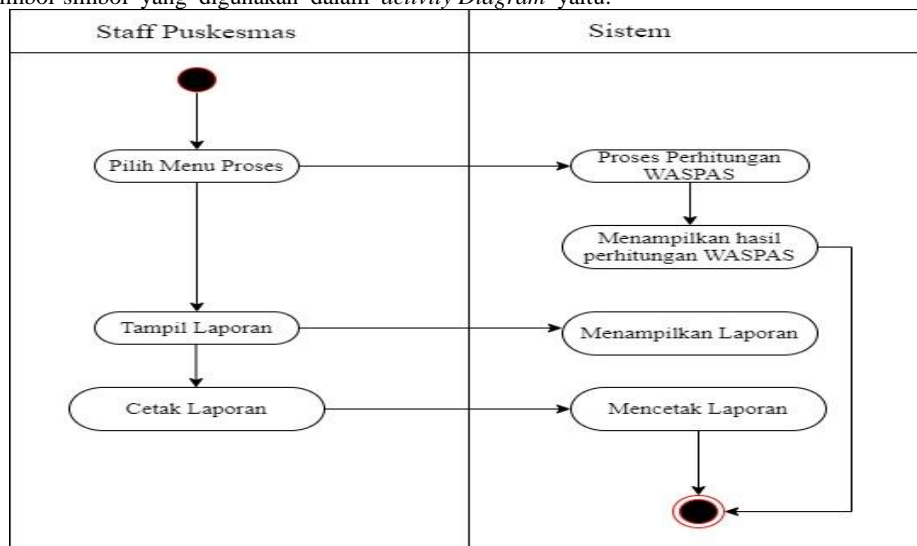 simbol yang digunakan dalam activity Diagram yaitu:
Staff Puskesmas
Sistem
Pilih Menu Proses
Proses Perhitungan
WASPAS
Menampilkan hasil
perhitungan WASPAS
Tampil Laporan
Menampilkan Laporan
Cetak Laporan
Mencetak Laporan